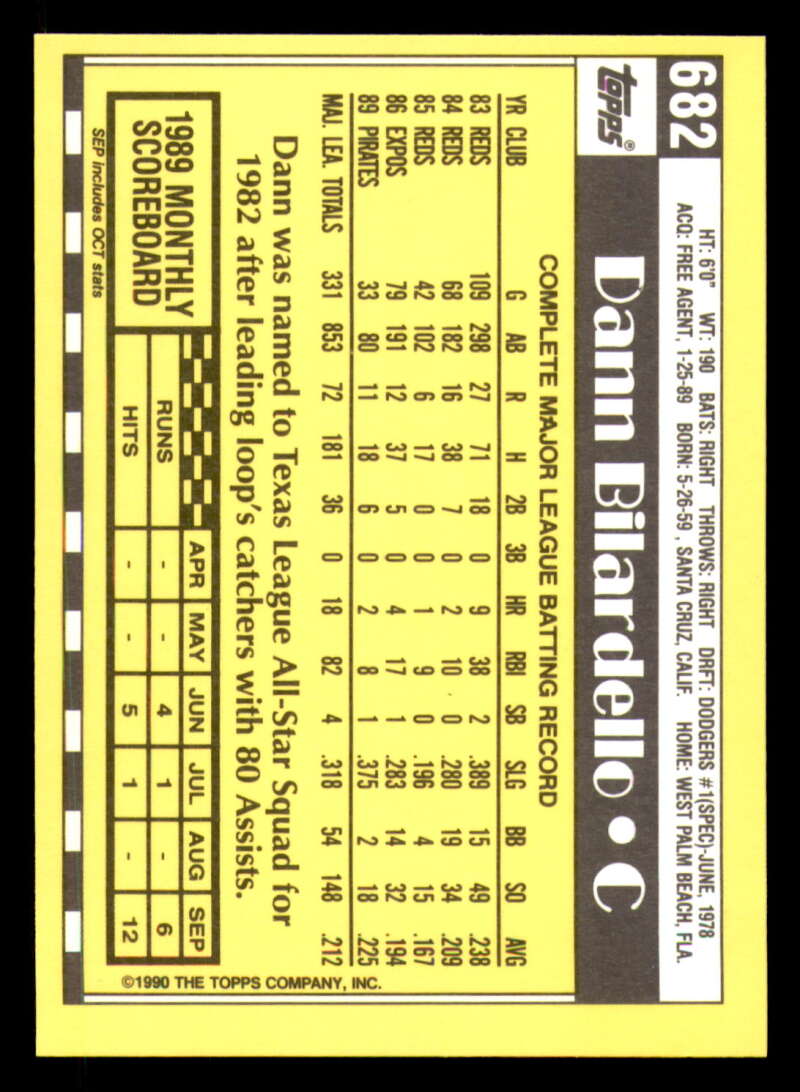 682
HT: 6'0" WT: 190 BATS: RIGHT THROWS: RIGHT DRFT: DODGERS #1(SPEC)-JUNE, 1978
ACQ: FREE AGENT, 1-25-89 BORN: 5-26-59 , SANTA CRUZ, CALIF. HOME: WEST PALM BEACH, FLA.
topps®
Dann Bilardello • C
COMPLETE MAJOR LEAGUE BATTING RECORD
YR CLUB G AB R H 2B 3B HR RBI SB SLG BB SO AVG
83 REDS 109 298 27 71 18 0 9 38 2 .389 15 49 .238
84 REDS 68 182 16 38 7 0 2 10 0 .280 19 34 .209
85 REDS 42 102 6 17 0 0 1 9 0 .196 4 15 .167
86 EXPOS 79 191 12 37 5 0 4 17 1 .283 14 32 .194
89 PIRATES 33 80 11 18 6 0 2 8 1 .375 2 18 .225
MAJ. LEA. TOTALS 331 853 72 181 36 0 18 82 4 .318 54 148 .212
Dann was named to Texas League All-Star Squad for
1982 after leading loop's catchers with 80 Assists.
1989 MONTHLY
SCOREBOARD
APR MAY JUN JUL AUG SEP
RUNS - - 4 1 - 6
HITS - - 5 1 - 12
SEP includes OCT stats
©1990 THE TOPPS COMPANY, INC.